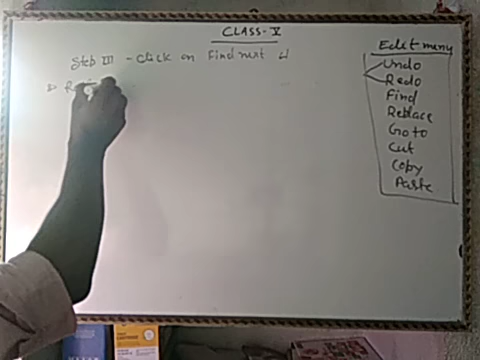 CLASS-V
Step III - Click on Find next ↲
Edit menu
Undo
Redo
Find
Replace
Go to
Cut
Copy
Paste